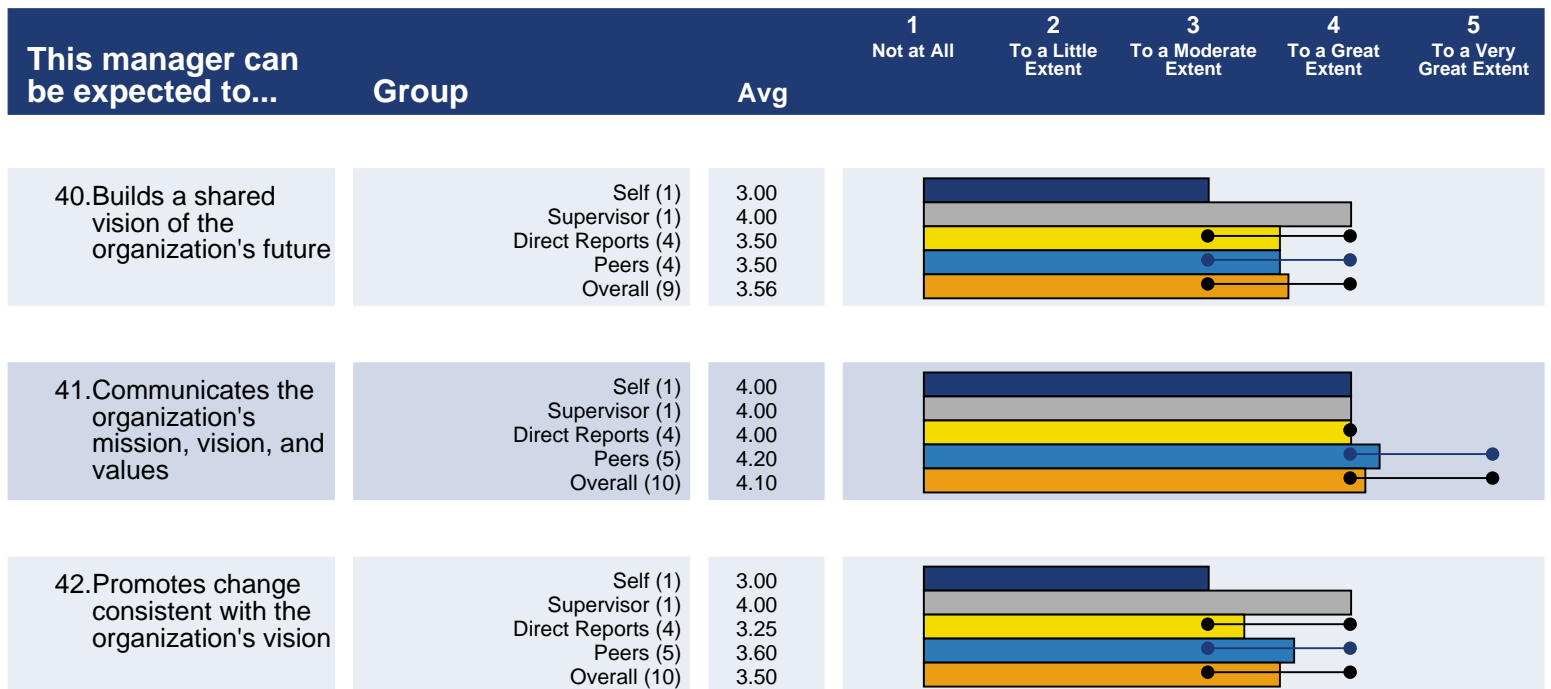 1 2 3 4 5
Not at All To a Little To a Moderate To a Great To a Very
Extent Extent Extent Great Extent
This manager can
be expected to... Group Avg
40.Builds a shared
vision of the
organization's future
Self (1) 3.00
Supervisor (1) 4.00
Direct Reports (4) 3.50
Peers (4) 3.50
Overall (9) 3.56
41.Communicates the
organization's
mission, vision, and
values
Self (1) 4.00
Supervisor (1) 4.00
Direct Reports (4) 4.00
Peers (5) 4.20
Overall (10) 4.10
42.Promotes change
consistent with the
organization's vision
Self (1) 3.00
Supervisor (1) 4.00
Direct Reports (4) 3.25
Peers (5) 3.60
Overall (10) 3.50